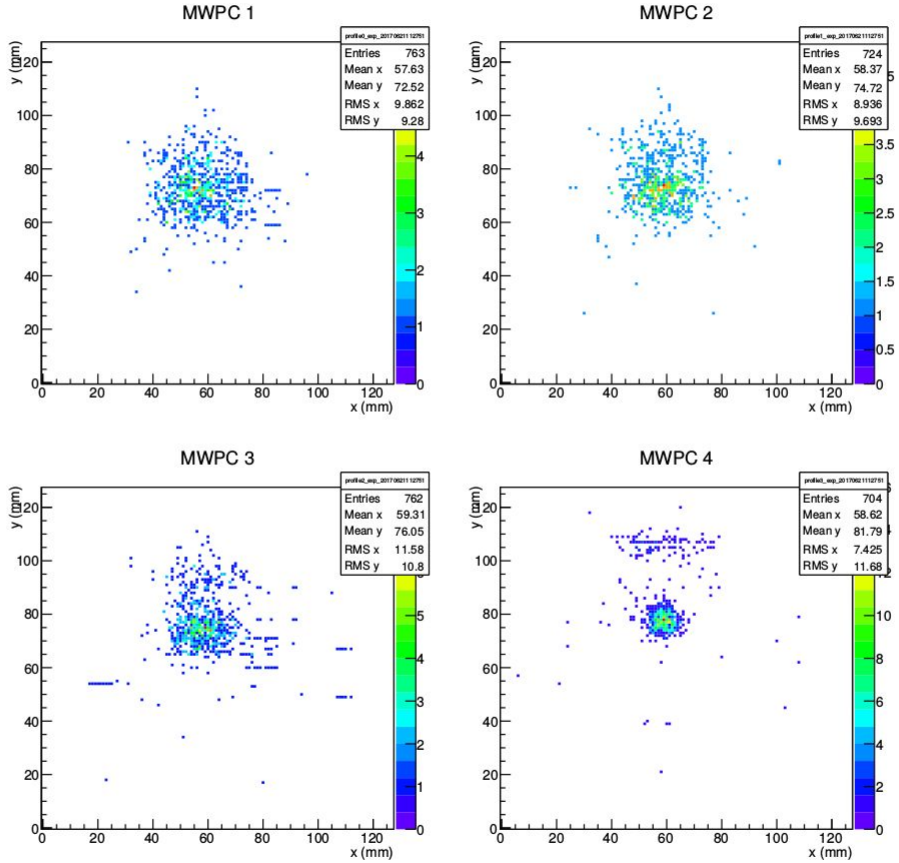 MWPC 1
profile0_exp_20170621112751
Entries 763
Mean x 57.63
Mean y 72.52
RMS x 9.862
RMS y 9.28
y (mm)
120
100
80
60
40
20
0
0 20 40 60 80 100 120
x (mm)
4
3
2
1
0
MWPC 2
profile1_exp_20170621112751
Entries 724
Mean x 58.37
Mean y 74.72
RMS x 8.936
RMS y 9.693
y (mm)
120
100
80
60
40
20
0
0 20 40 60 80 100 120
x (mm)
5
3.5
3
2.5
2
1.5
1
0.5
0
MWPC 3
profile2_exp_20170621112751
Entries 762
Mean x 59.31
Mean y 76.05
RMS x 11.58
RMS y 10.8
y (mm)
120
100
80
60
40
20
0
0 20 40 60 80 100 120
x (mm)
5
4
3
2
1
0
MWPC 4
profile3_exp_20170621112751
Entries 704
Mean x 58.62
Mean y 81.79
RMS x 7.425
RMS y 11.68
y (mm)
120
100
80
60
40
20
0
0 20 40 60 80 100 120
x (mm)
10
8
6
4
2
0